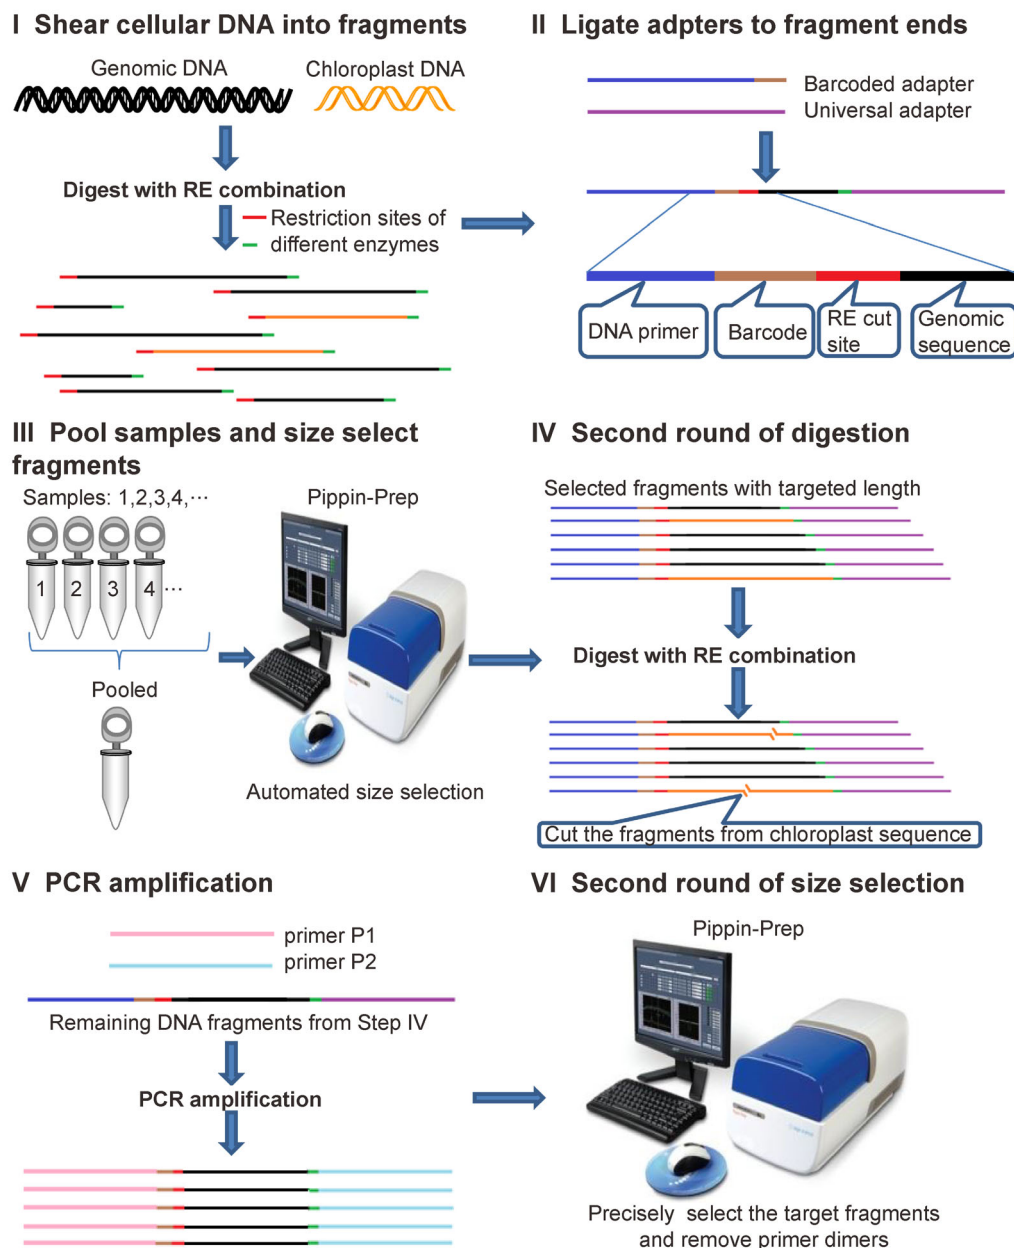 I Shear cellular DNA into fragments
Genomic DNA
Chloroplast DNA
Digest with RE combination
Restriction sites of
different enzymes
II Ligate adpters to fragment ends
Barcoded adapter
Universal adapter
DNA primer
Barcode
RE cut
site
Genomic
sequence
III Pool samples and size select
fragments
Samples: 1,2,3,4,···
1
2
3
4
···
Pooled
Pippin-Prep
Automated size selection
IV Second round of digestion
Selected fragments with targeted length
Digest with RE combination
Cut the fragments from chloroplast sequence
V PCR amplification
primer P1
primer P2
Remaining DNA fragments from Step IV
PCR amplification
VI Second round of size selection
Pippin-Prep
Precisely select the target fragments
and remove primer dimers